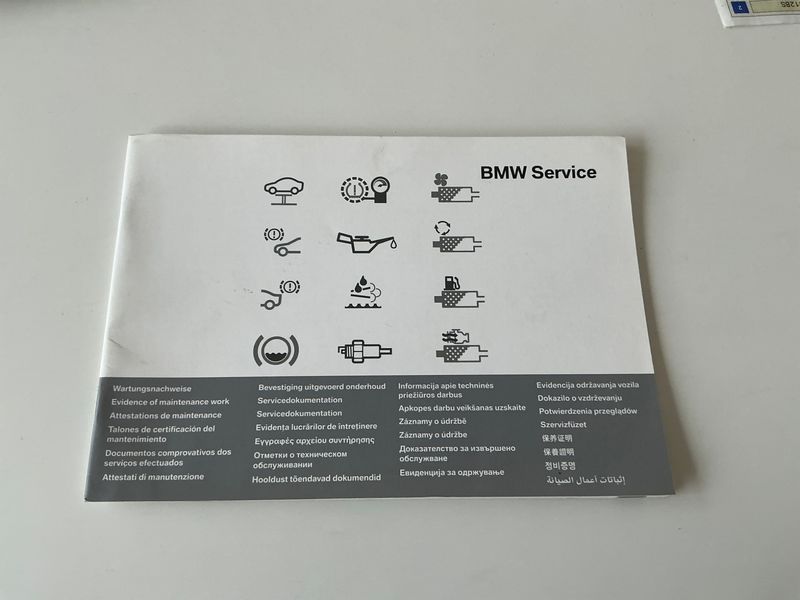 BMW Service
Wartungsnachweise
Evidence of maintenance work
Attestations de maintenance
Talones de certificación del
mantenimiento
Documentos comprovativos dos
serviços efectuados
Attestati di manutenzione
Bevestiging uitgevoerd onderhoud
Servicedokumentation
Servicedokumentation
Evidența lucrărilor de întreținere
Εγγραφές αρχείου συντήρησης
Отметки о техническом
обслуживании
Hooldust tõendavad dokumendid
Informacija apie techninės
priežiūros darbus
Apkopes darbu veikšanas uzskaite
Záznamy o údržbě
Záznamy o údržbe
Доказателство за извършено
обслужване
Евиденција за одржување
Evidencija održavanja vozila
Dokazilo o vzdrževanju
Potwierdzenia przeglądów
Szervizfüzet
保养证明
保養證明
정비증명
إثباتات أعمال الصيانة
2